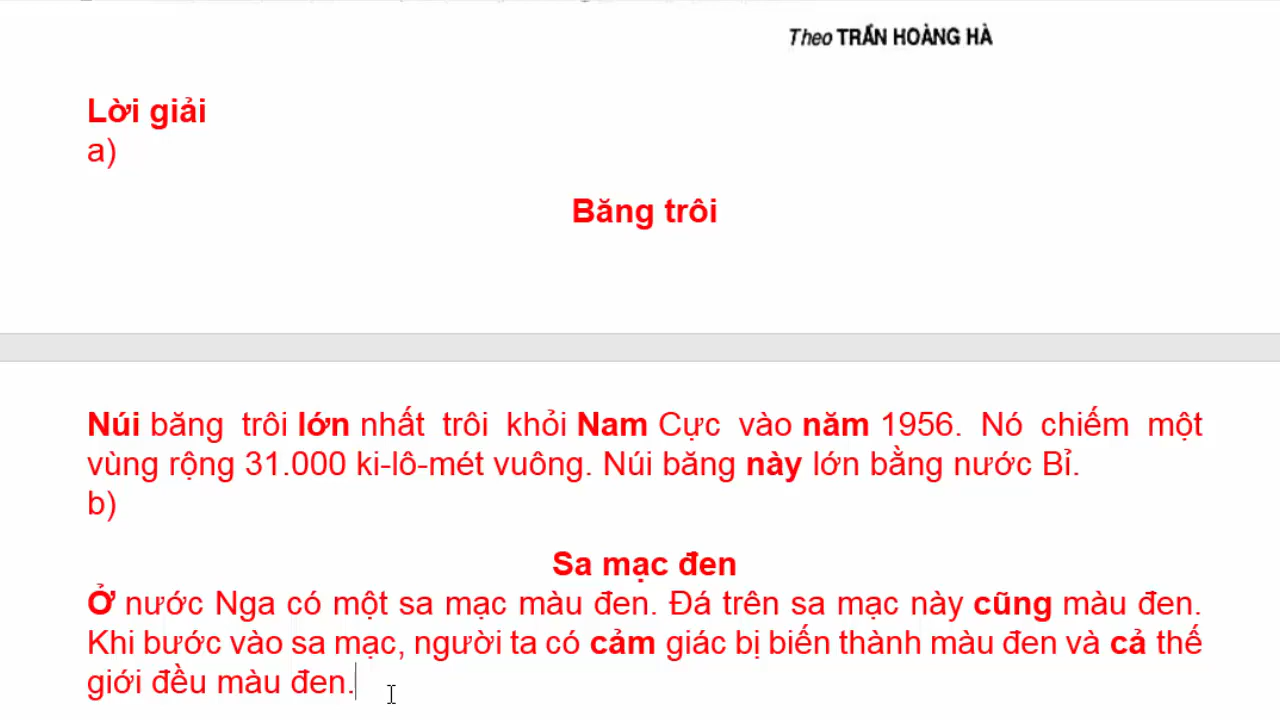 Theo TRẦN HOÀNG HÀ
Lời giải
a)
Băng trôi
Núi băng trôi lớn nhất trôi khỏi Nam Cực vào năm 1956. Nó chiếm một
vùng rộng 31.000 ki-lô-mét vuông. Núi băng này lớn bằng nước Bỉ.
b)
Sa mạc đen
Ở nước Nga có một sa mạc màu đen. Đá trên sa mạc này cũng màu đen.
Khi bước vào sa mạc, người ta có cảm giác bị biến thành màu đen và cả thế
giới đều màu đen.